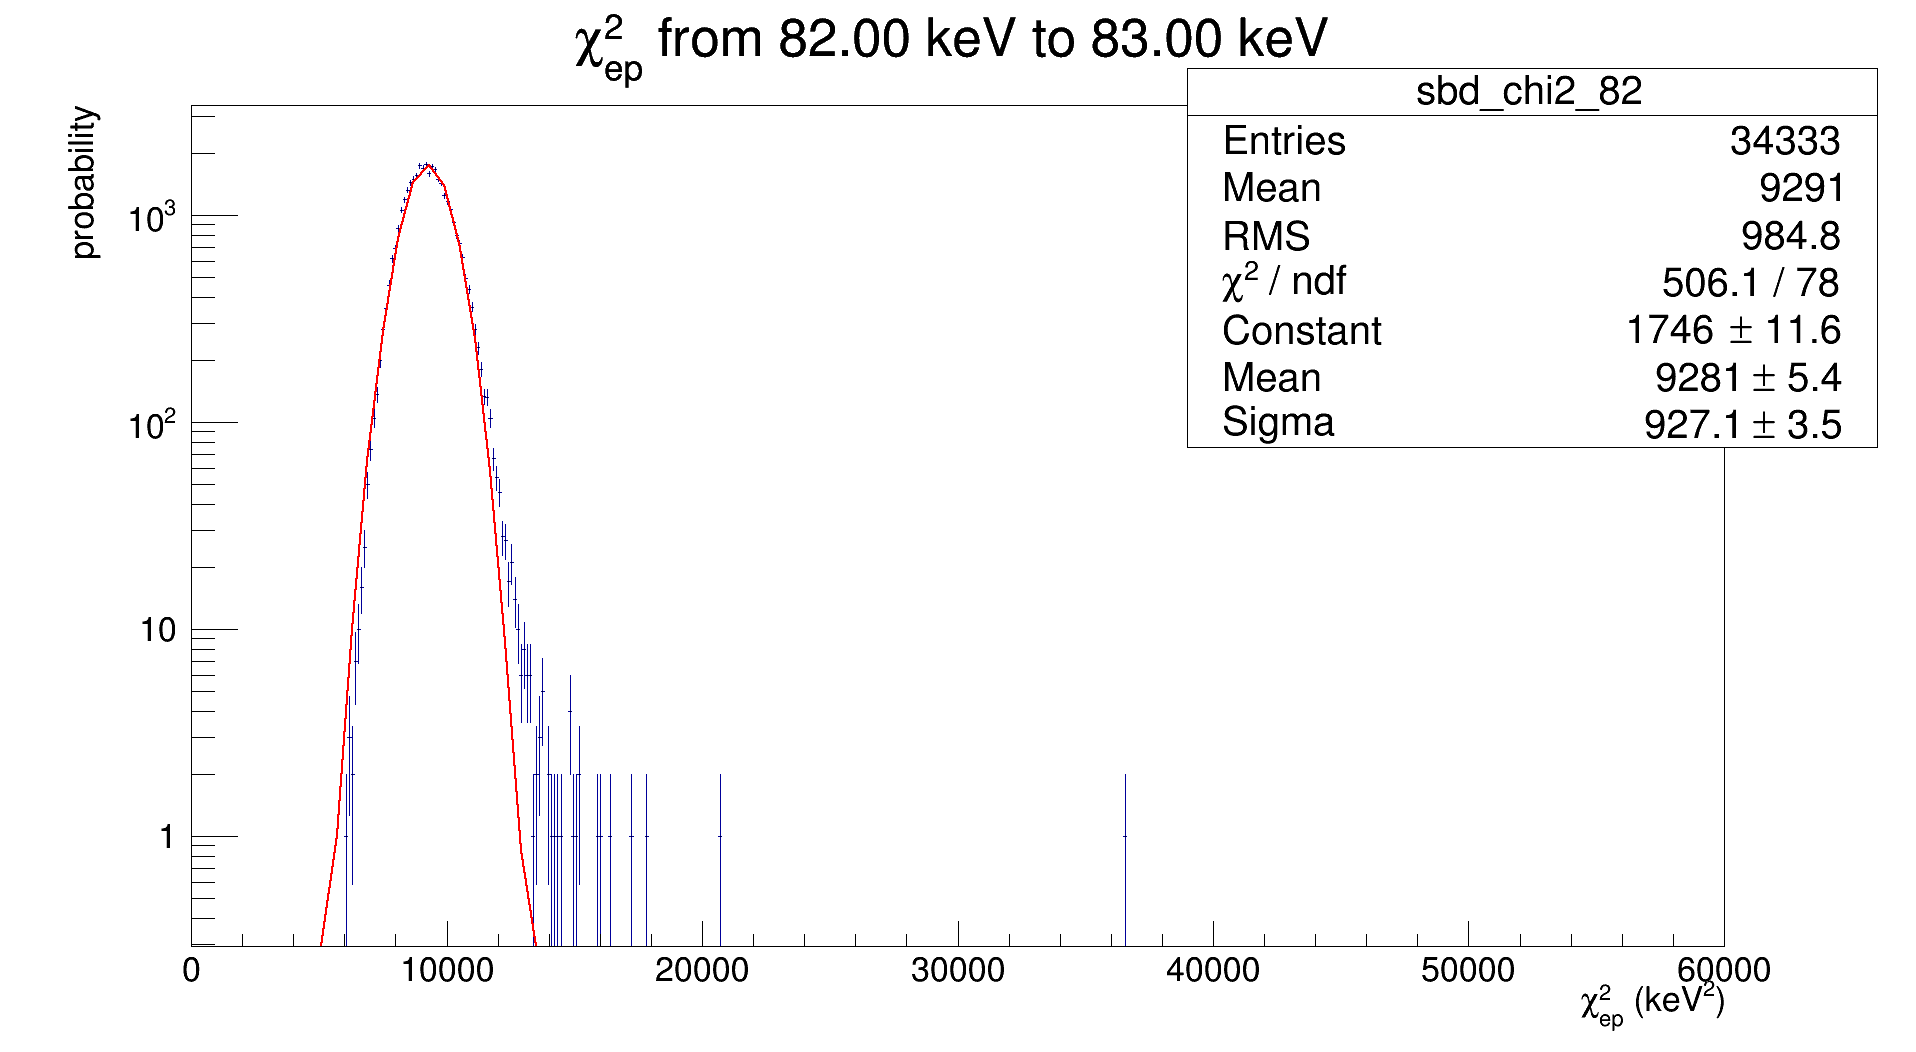 χ²ep from 82.00 keV to 83.00 keV
sbd_chi2_82
Entries 34333
Mean 9291
RMS 984.8
χ² / ndf 506.1 / 78
Constant 1746 ± 11.6
Mean 9281 ± 5.4
Sigma 927.1 ± 3.5
probability
10³
10²
10
1
0 10000 20000 30000 40000 50000 60000
χ²ep (keV²)